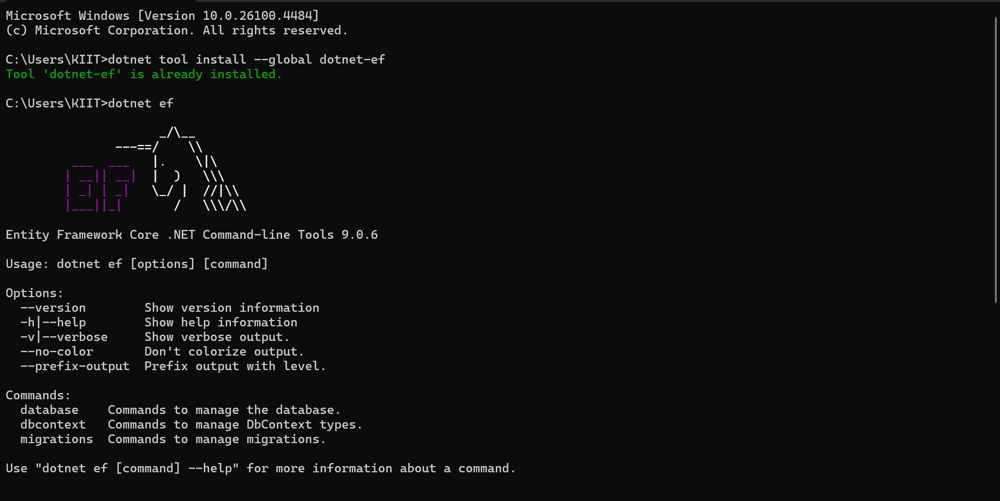 Microsoft Windows [Version 10.0.26100.4484]
(c) Microsoft Corporation. All rights reserved.

C:\Users\KIIT>dotnet tool install --global dotnet-ef
Tool 'dotnet-ef' is already installed.

C:\Users\KIIT>dotnet ef

                     _/\__
               ---==/    \\
         ___  ___   |.    \|\
        | __|| __|  |  )   \\\
        | _| | _|   \_/ |  //|\\
        |___||_|       /   \\\/\\

Entity Framework Core .NET Command-line Tools 9.0.6

Usage: dotnet ef [options] [command]

Options:
  --version        Show version information
  -h|--help        Show help information
  -v|--verbose     Show verbose output.
  --no-color       Don't colorize output.
  --prefix-output  Prefix output with level.

Commands:
  database    Commands to manage the database.
  dbcontext   Commands to manage DbContext types.
  migrations  Commands to manage migrations.

Use "dotnet ef [command] --help" for more information about a command.